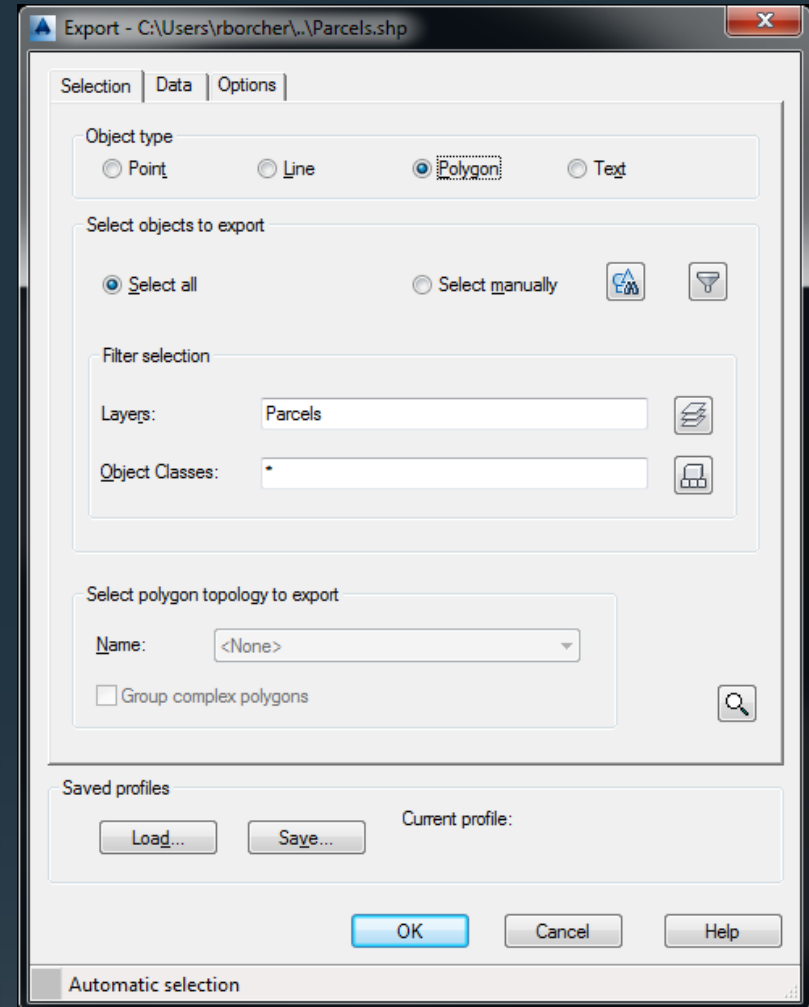 Export - C:\Users\rborcher\..\Parcels.shp
Selection Data Options
Object type
Point Line Polygon Text
Select objects to export
Select all Select manually
Filter selection
Layers: Parcels
Object Classes: *
Select polygon topology to export
Name: <None>
Group complex polygons
Saved profiles
Load... Save... Current profile:
OK Cancel Help
Automatic selection